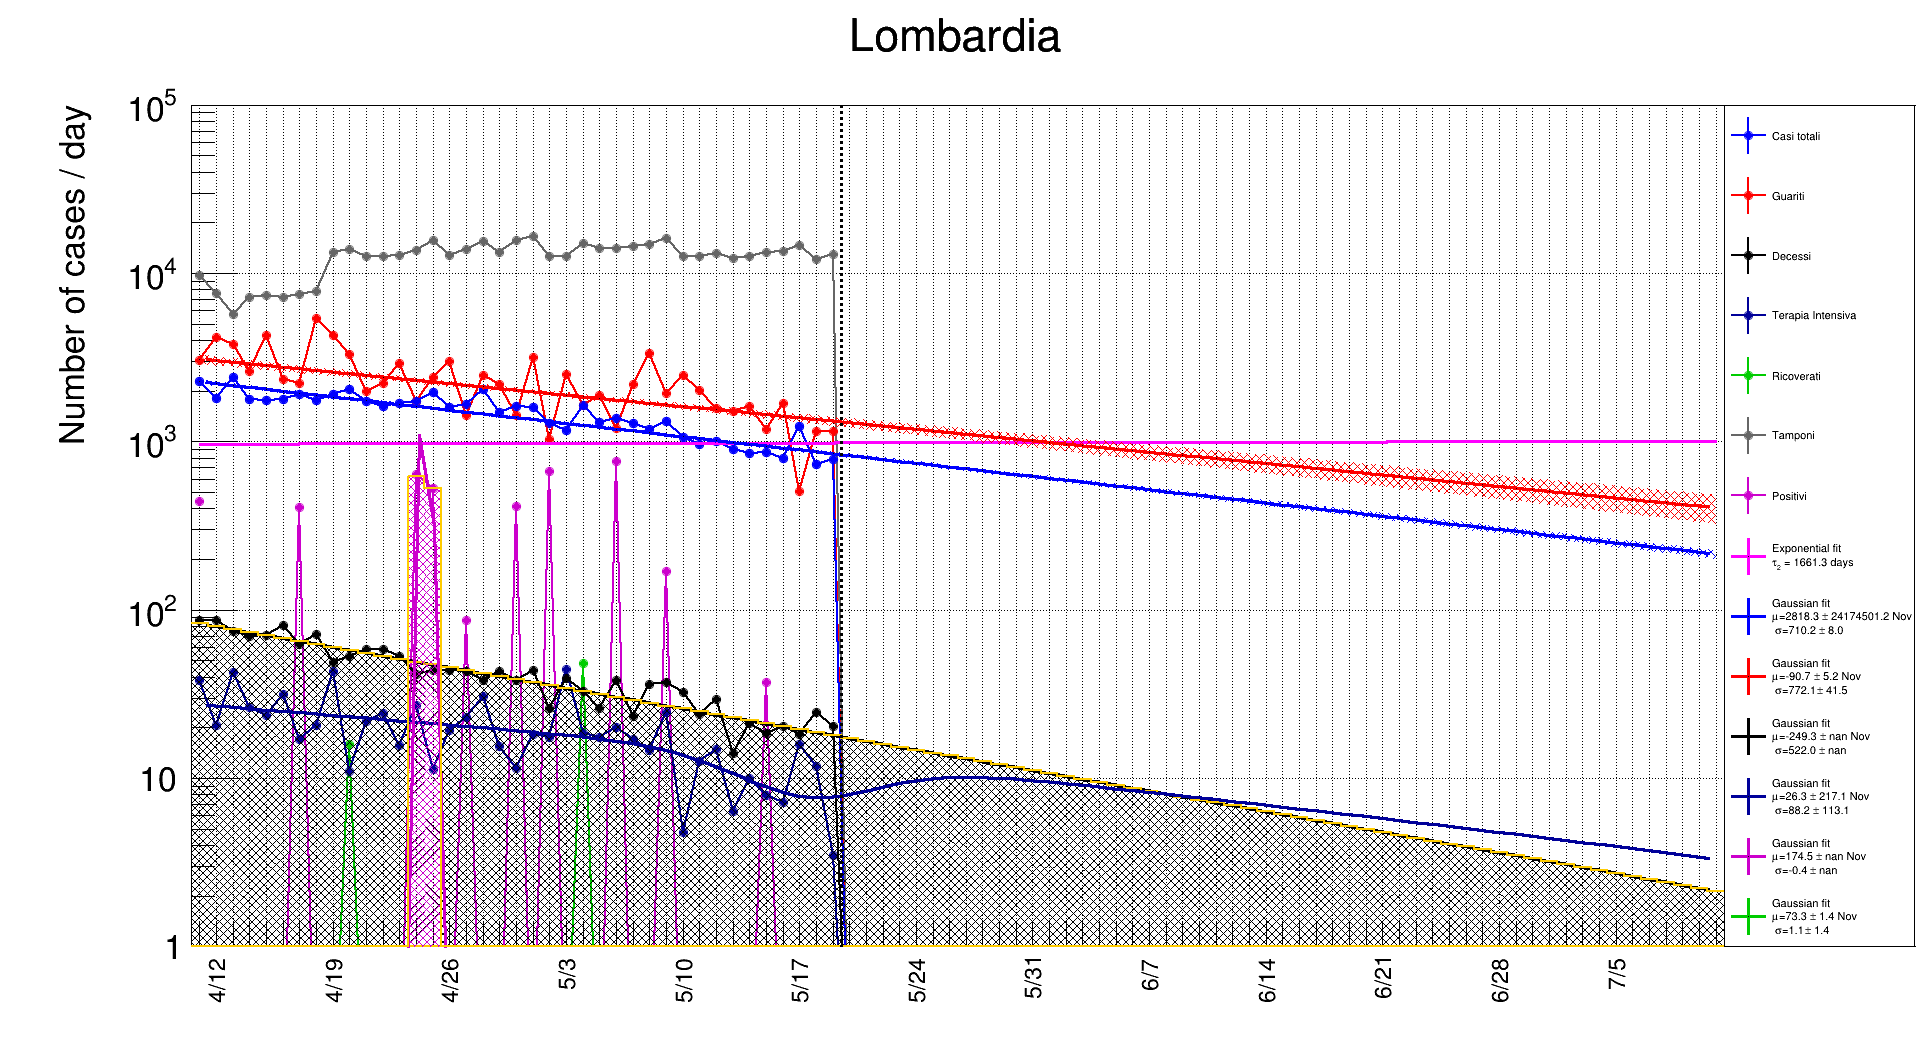 Lombardia
Number of cases / day
10^5
10^4
10^3
10^2
10
1
4/12
4/19
4/26
5/3
5/10
5/17
5/24
5/31
6/7
6/14
6/21
6/28
7/5
Casi totali
Guariti
Decessi
Terapia Intensiva
Ricoverati
Tamponi
Positivi
Exponential fit
τ₂ = 1661.3 days
Gaussian fit
μ=2818.3 ± 24174501.2 Nov
σ=710.2 ± 8.0
Gaussian fit
μ=-90.7 ± 5.2 Nov
σ=772.1 ± 41.5
Gaussian fit
μ=-249.3 ± nan Nov
σ=522.0 ± nan
Gaussian fit
μ=26.3 ± 217.1 Nov
σ=88.2 ± 113.1
Gaussian fit
μ=174.5 ± nan Nov
σ=-0.4 ± nan
Gaussian fit
μ=73.3 ± 1.4 Nov
σ=1.1 ± 1.4